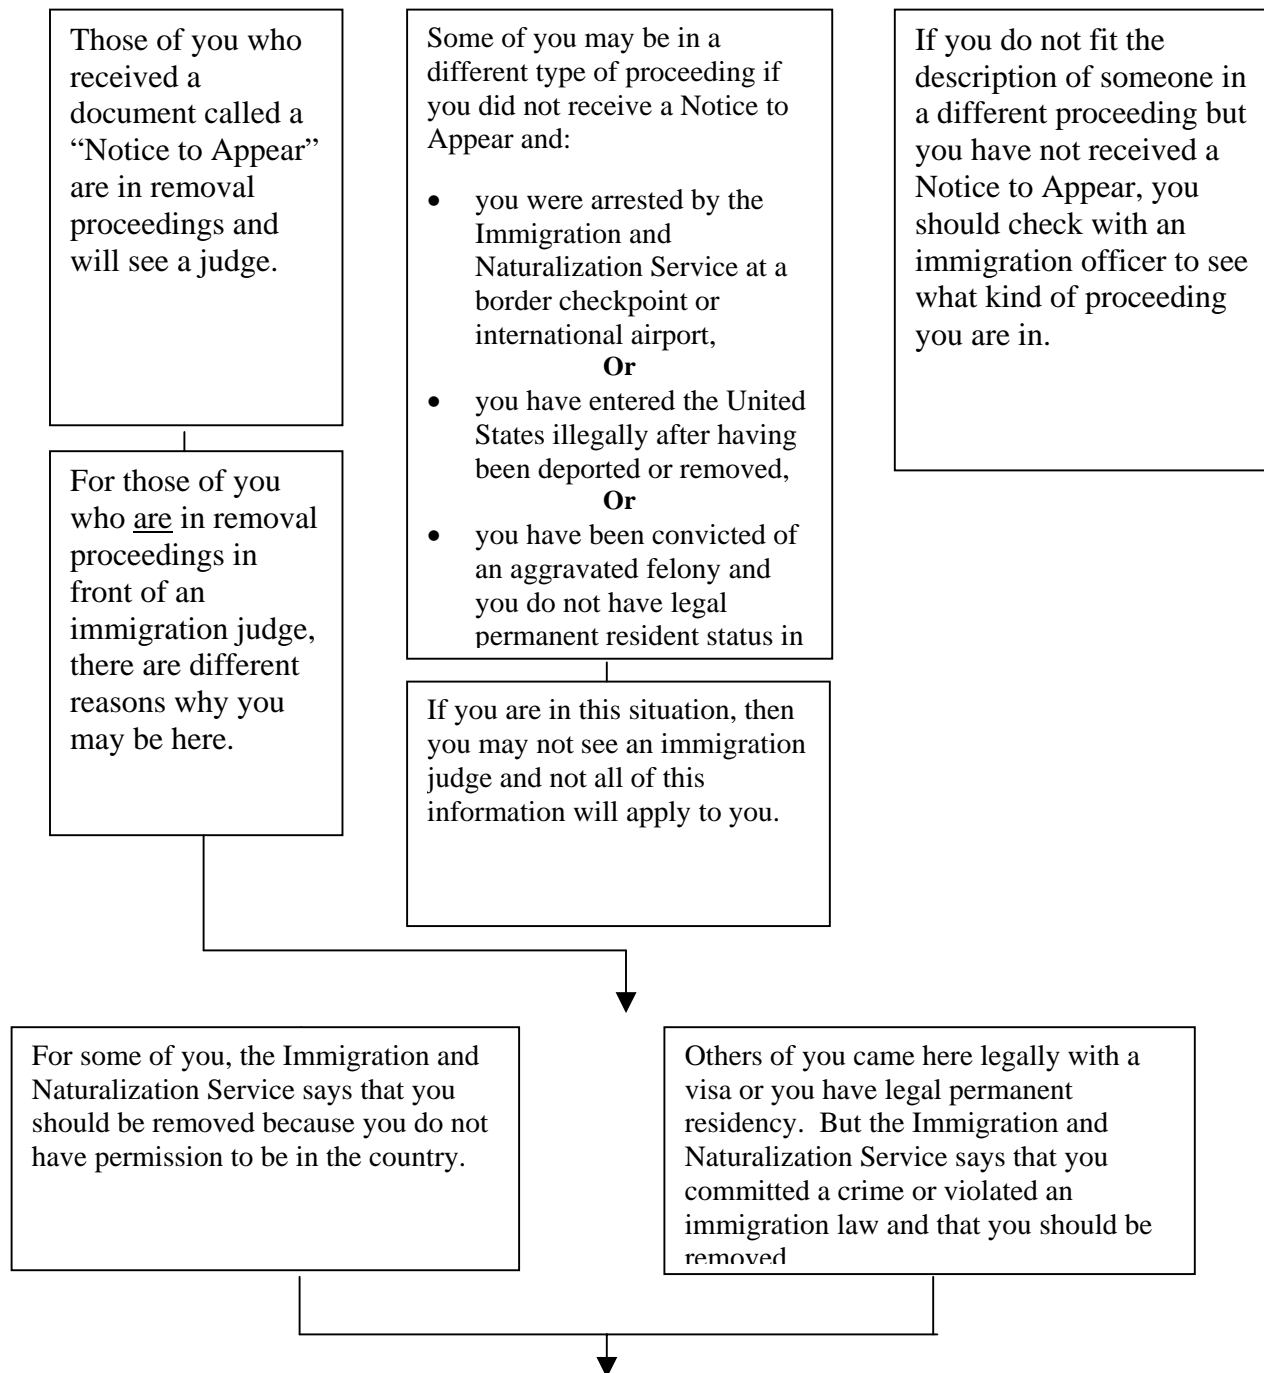 Those of you who
received a
document called a
“Notice to Appear”
are in removal
proceedings and
will see a judge.
For those of you
who are in removal
proceedings in
front of an
immigration judge,
there are different
reasons why you
may be here.
Some of you may be in a
different type of proceeding if
you did not receive a Notice to
Appear and:
• you were arrested by the
Immigration and
Naturalization Service at a
border checkpoint or
international airport,
Or
• you have entered the United
States illegally after having
been deported or removed,
Or
• you have been convicted of
an aggravated felony and
you do not have legal
permanent resident status in
If you are in this situation, then
you may not see an immigration
judge and not all of this
information will apply to you.
If you do not fit the
description of someone in
a different proceeding but
you have not received a
Notice to Appear, you
should check with an
immigration officer to see
what kind of proceeding
you are in.
For some of you, the Immigration and
Naturalization Service says that you
should be removed because you do not
have permission to be in the country.
Others of you came here legally with a
visa or you have legal permanent
residency.  But the Immigration and
Naturalization Service says that you
committed a crime or violated an
immigration law and that you should be
removed